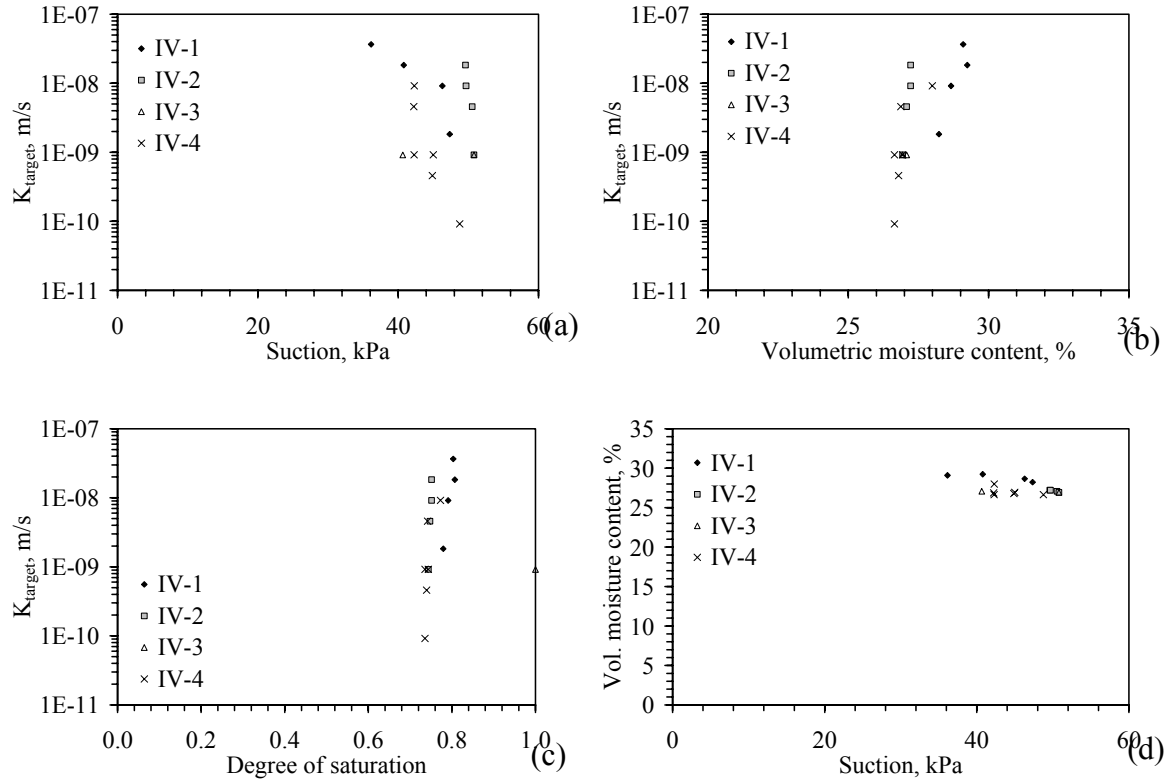 1E-07
1E-08
1E-09
1E-10
1E-11
K_target, m/s
IV-1
IV-2
IV-3
IV-4
0 20 40 60
Suction, kPa
(a)
1E-07
1E-08
1E-09
1E-10
1E-11
K_target, m/s
IV-1
IV-2
IV-3
IV-4
20 25 30 35
Volumetric moisture content, %
(b)
1E-07
1E-08
1E-09
1E-10
1E-11
K_target, m/s
IV-1
IV-2
IV-3
IV-4
0.0 0.2 0.4 0.6 0.8 1.0
Degree of saturation
(c)
35
30
25
20
15
10
5
0
Vol. moisture content, %
IV-1
IV-2
IV-3
IV-4
0 20 40 60
Suction, kPa
(d)